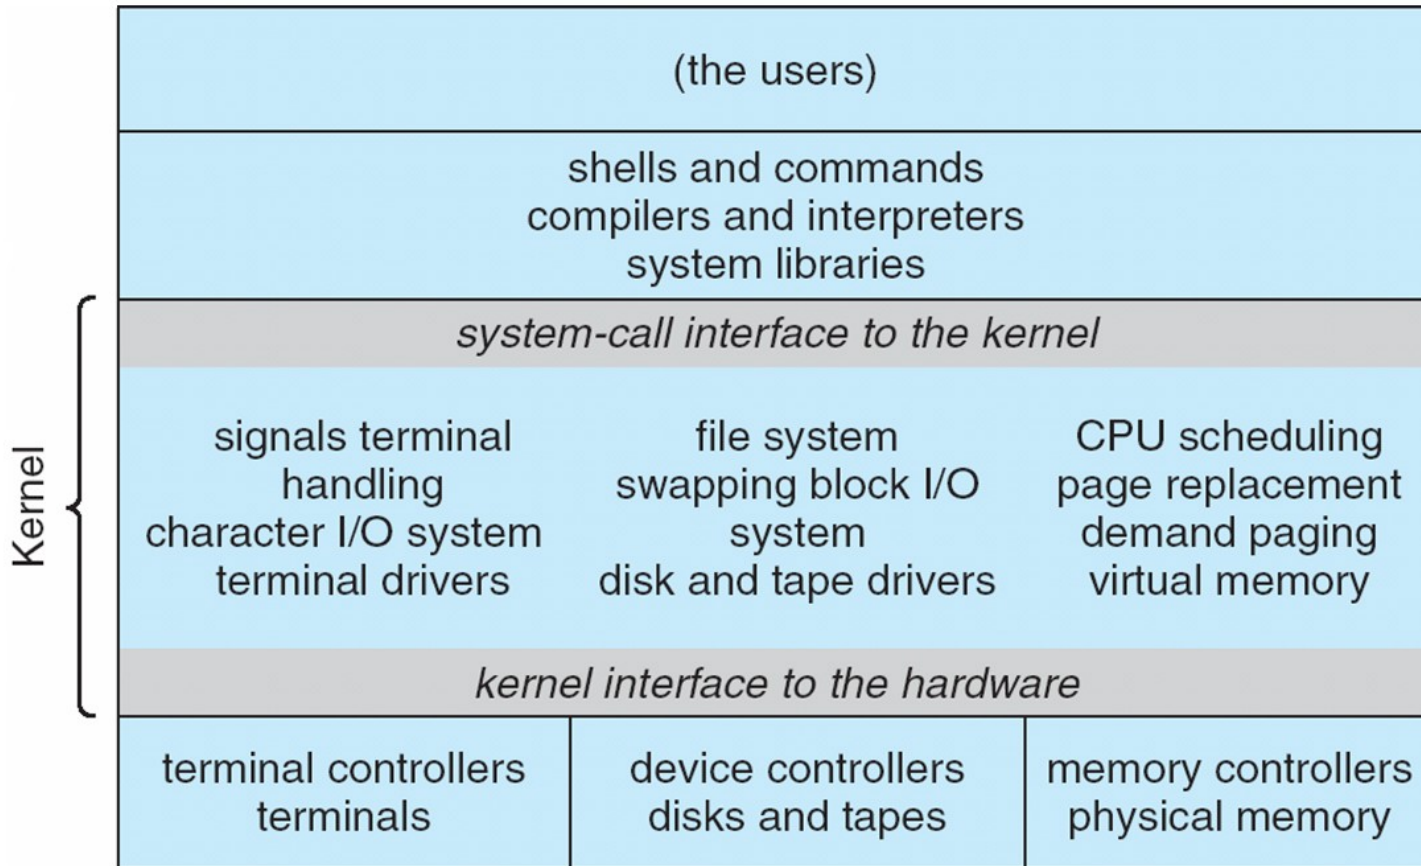 (the users)
shells and commands
compilers and interpreters
system libraries
Kernel
system-call interface to the kernel
signals terminal
handling
character I/O system
terminal drivers
file system
swapping block I/O
system
disk and tape drivers
CPU scheduling
page replacement
demand paging
virtual memory
kernel interface to the hardware
terminal controllers
terminals
device controllers
disks and tapes
memory controllers
physical memory